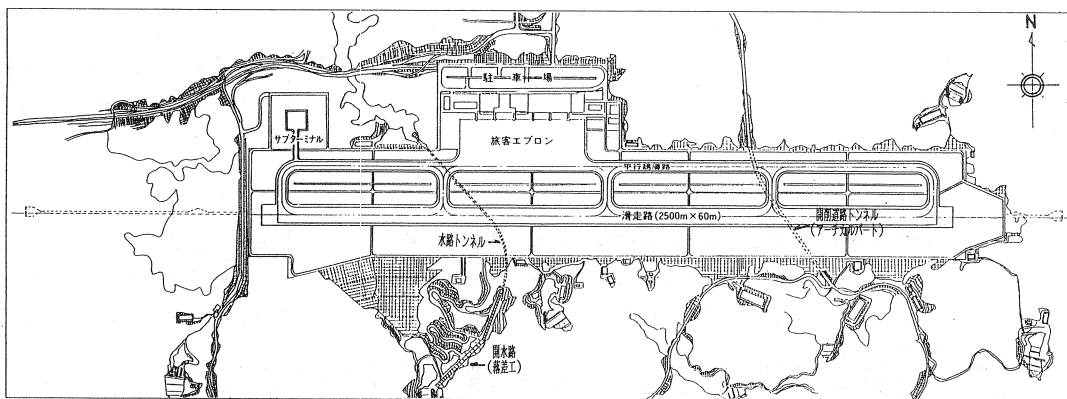 N
駐車場
サブターミナル
旅客エプロン
平行誘導路
滑走路(2500m×60m)
開削道路トンネル
(アーチカルバート)
水路トンネル
開水路
(落差工)